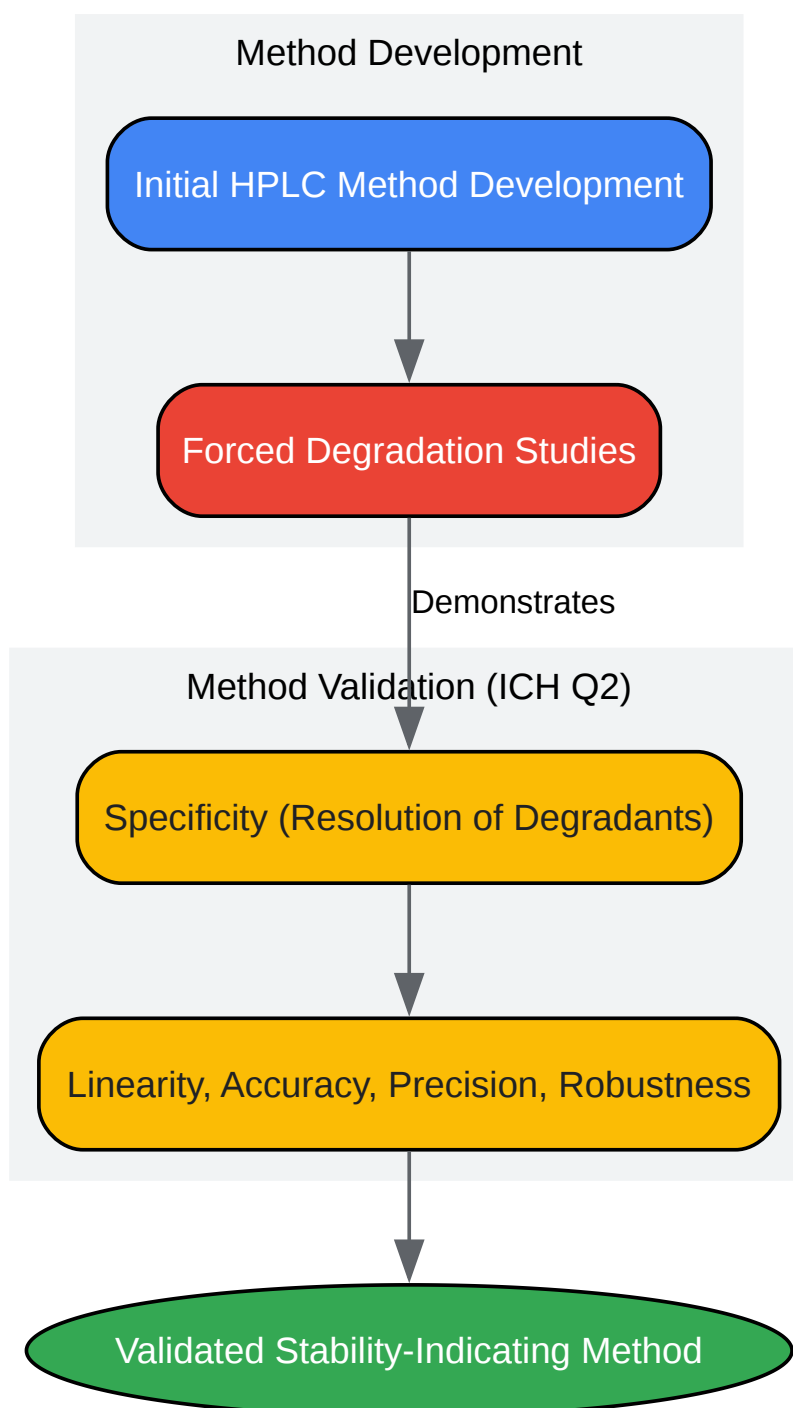 Method Development
Initial HPLC Method Development
Forced Degradation Studies
Demonstrates
Method Validation (ICH Q2)
Specificity (Resolution of Degradants)
Linearity, Accuracy, Precision, Robustness
Validated Stability-Indicating Method